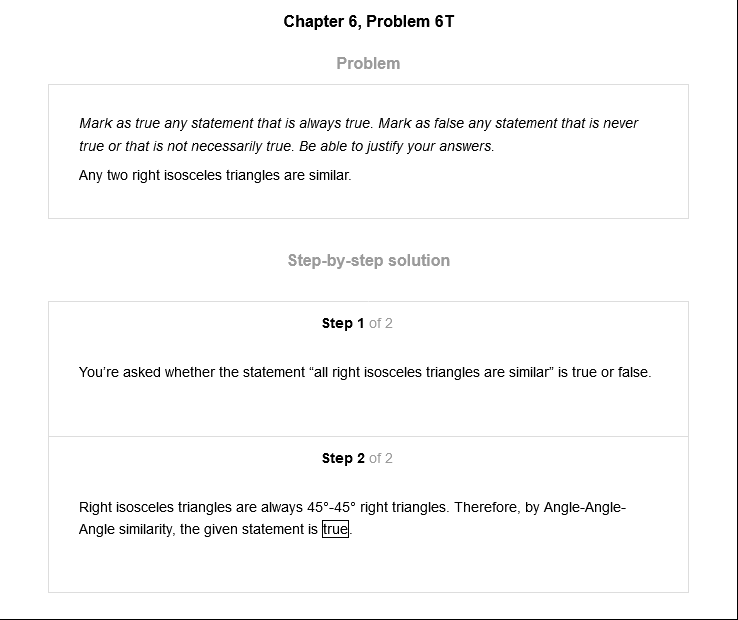 Chapter 6, Problem 6T
Problem
Mark as true any statement that is always true. Mark as false any statement that is never
true or that is not necessarily true. Be able to justify your answers.
Any two right isosceles triangles are similar.
Step-by-step solution
Step 1 of 2
You’re asked whether the statement “all right isosceles triangles are similar” is true or false.
Step 2 of 2
Right isosceles triangles are always 45°-45° right triangles. Therefore, by Angle-Angle-
Angle similarity, the given statement is true.